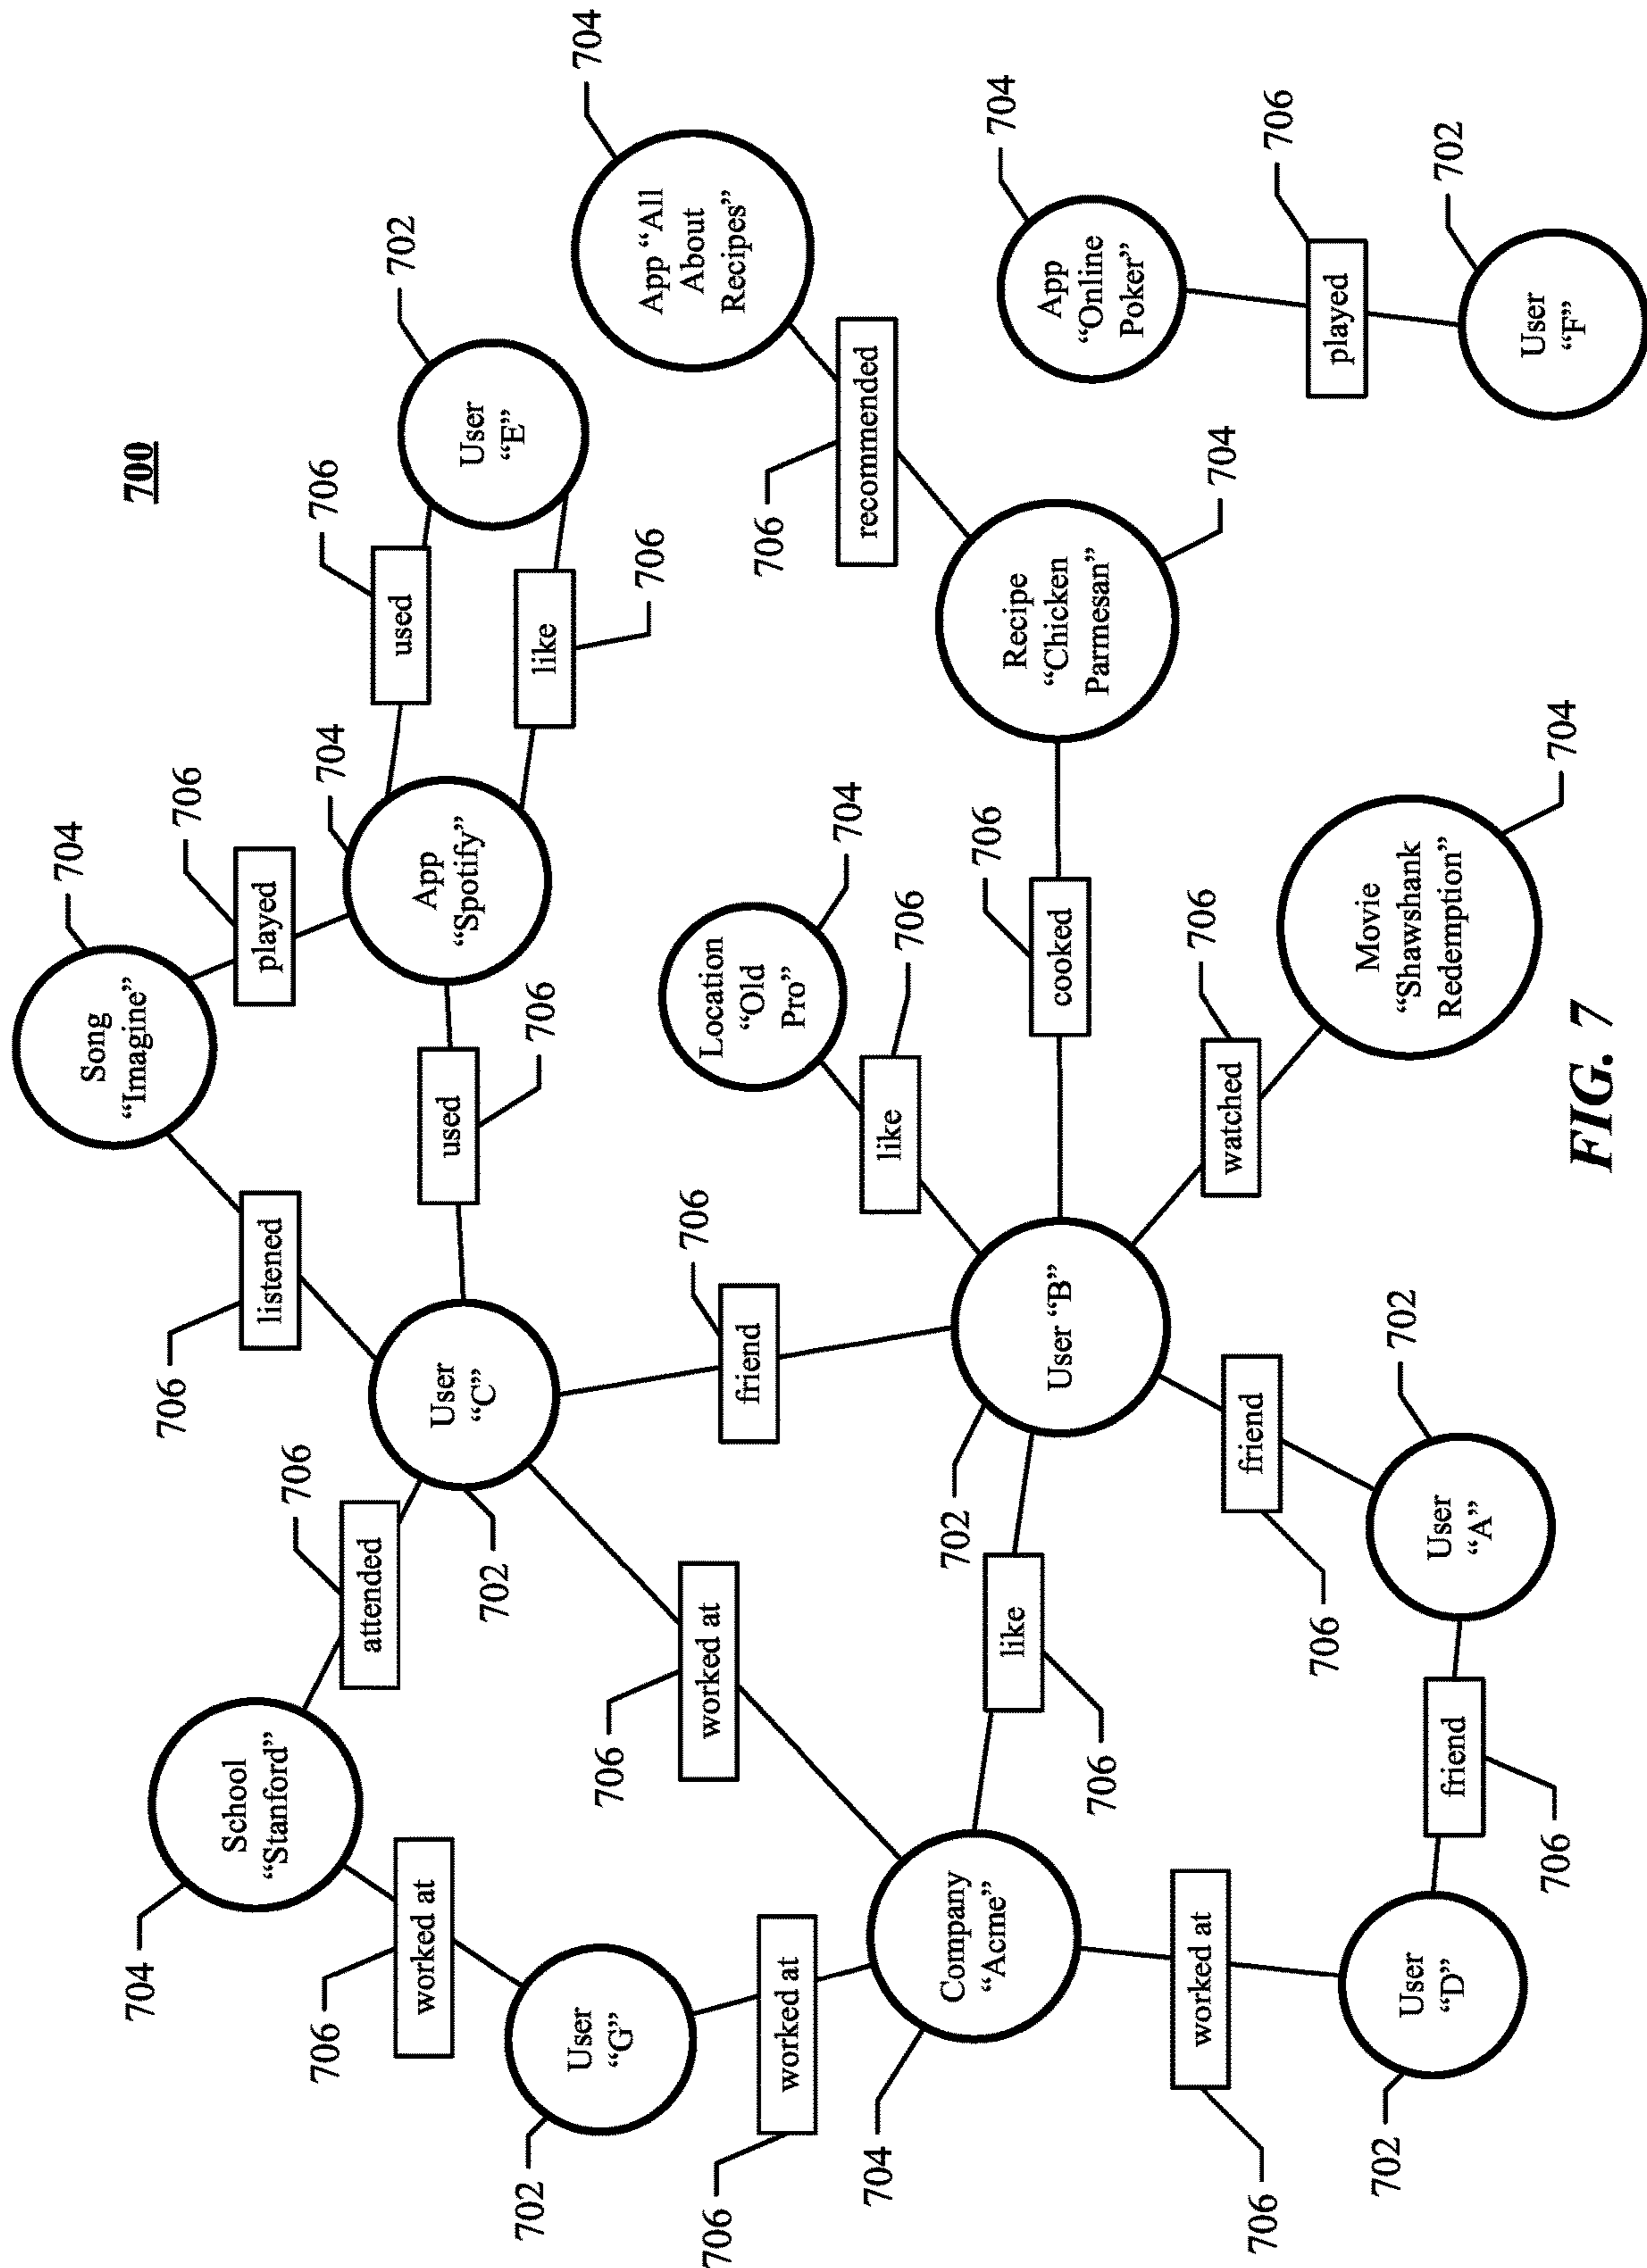 700
704
School
“Stanford”
706
attended
706
listened
Song
“Imagine”
704
706
played
706
worked at
702
User
“G”
702
User
“C”
used
706
App
“Spotify”
704
706
used
like
706
User
“E”
702
706
worked at
706
worked at
706
friend
Location
“Old
Pro”
704
like
706
706
recommended
App “All
About
Recipes”
704
704
Company
“Acme”
like
706
702
User “B”
706
cooked
Recipe
“Chicken
Parmesan”
704
App
“Online
Poker”
704
worked at
706
friend
706
watched
706
played
706
702
User
“D”
friend
706
User
“A”
702
Movie
“Shawshank
Redemption”
704
User
“F”
702
FIG. 7